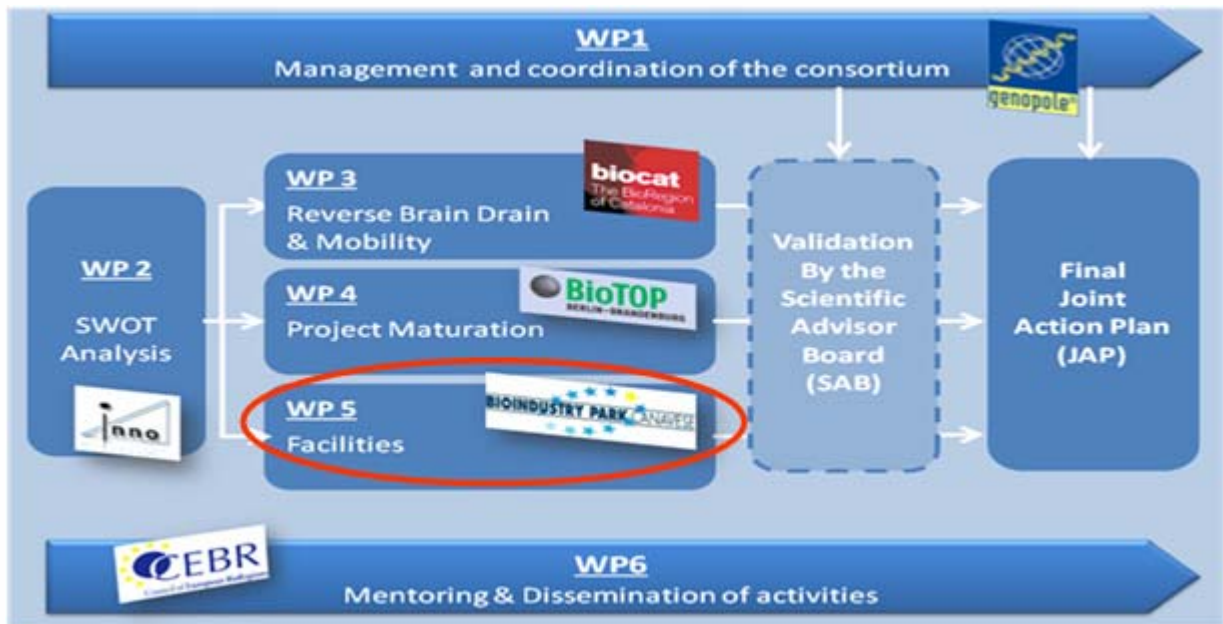 WP1
Management and coordination of the consortium
genopole®
WP 2
SWOT
Analysis
inno
WP 3
Reverse Brain Drain
& Mobility
biocat
The BioRegion
of Catalonia
WP 4
Project Maturation
BioTOP
BERLIN-BRANDENBURG
WP 5
Facilities
BIOINDUSTRY PARK CANAVESE
Validation
By the
Scientific
Advisor
Board
(SAB)
Final
Joint
Action Plan
(JAP)
CEBR
Council of European BioRegions
WP6
Mentoring & Dissemination of activities